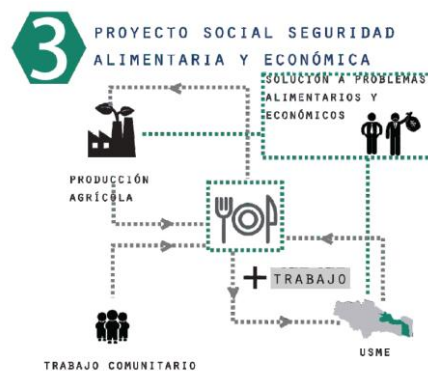 3
PROYECTO SOCIAL SEGURIDAD
ALIMENTARIA Y ECONÓMICA
SOLUCIÓN A PROBLEMAS
ALIMENTARIOS Y
ECONÓMICOS
PRODUCCIÓN
AGRÍCOLA
+ TRABAJO
USME
TRABAJO COMUNITARIO